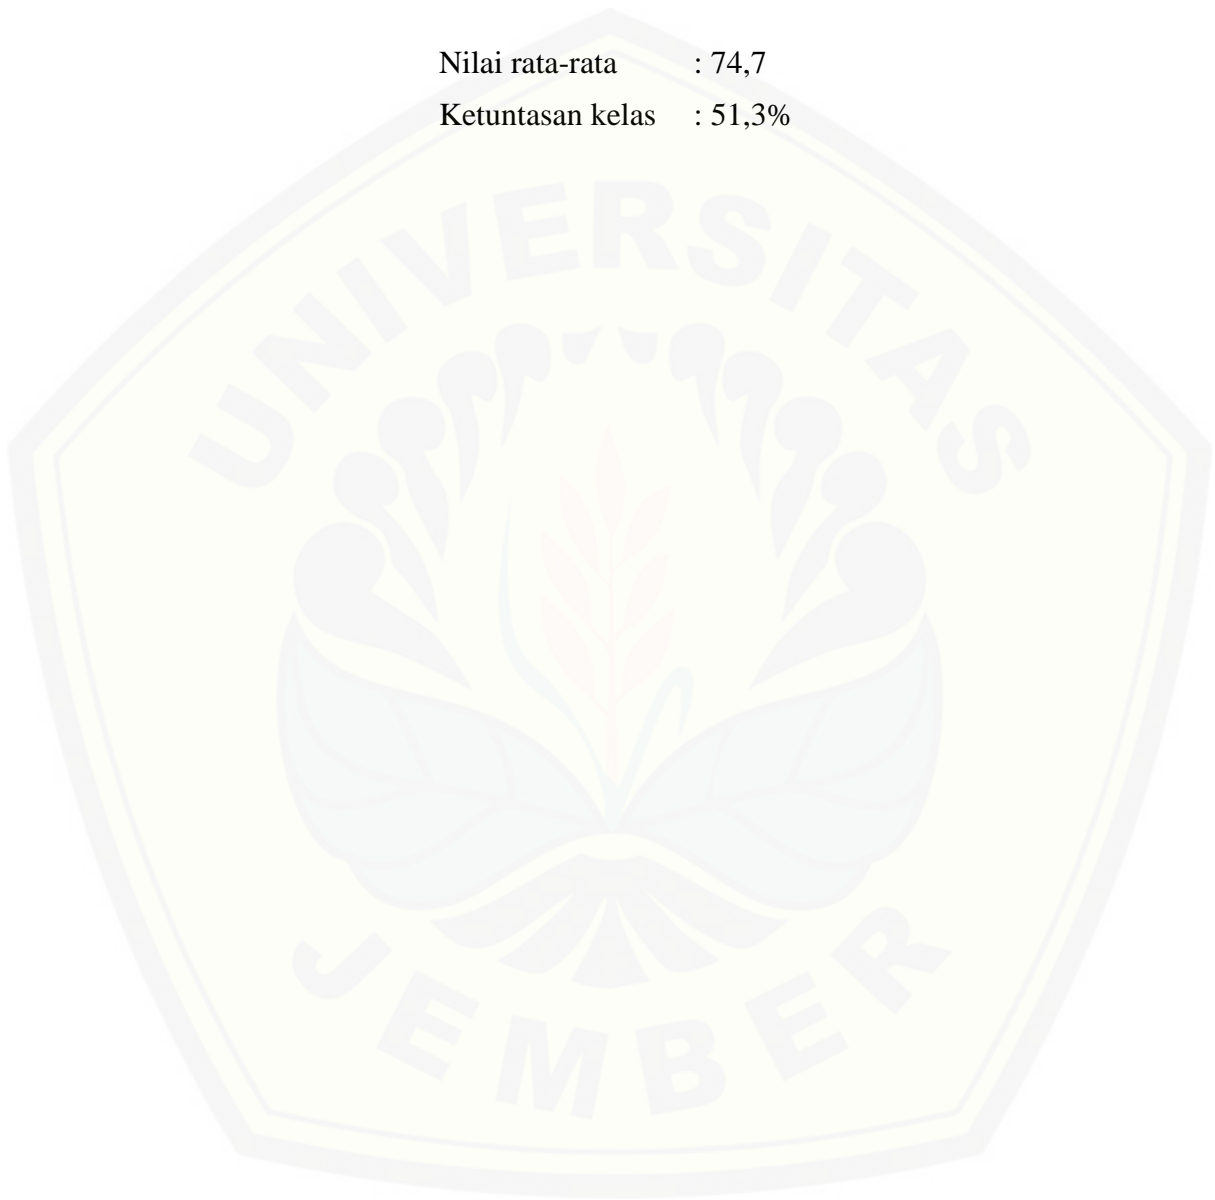 Nilai rata-rata : 74,7
Ketuntasan kelas : 51,3%
UNIVERSITAS
JEMBER